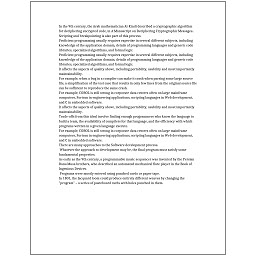 In the 9th century, the Arab mathematician Al-Kindi described a cryptographic algorithm
for deciphering encrypted code, in A Manuscript on Deciphering Cryptographic Messages.
Scripting and breakpointing is also part of this process.
Proficient programming usually requires expertise in several different subjects, including
knowledge of the application domain, details of programming languages and generic code
libraries, specialized algorithms, and formal logic.
Proficient programming usually requires expertise in several different subjects, including
knowledge of the application domain, details of programming languages and generic code
libraries, specialized algorithms, and formal logic.
It affects the aspects of quality above, including portability, usability and most importantly
maintainability.
For example, when a bug in a compiler can make it crash when parsing some large source
file, a simplification of the test case that results in only few lines from the original source file
can be sufficient to reproduce the same crash.
For example, COBOL is still strong in corporate data centers often on large mainframe
computers, Fortran in engineering applications, scripting languages in Web development,
and C in embedded software.
It affects the aspects of quality above, including portability, usability and most importantly
maintainability.
Trade-offs from this ideal involve finding enough programmers who know the language to
build a team, the availability of compilers for that language, and the efficiency with which
programs written in a given language execute.
For example, COBOL is still strong in corporate data centers often on large mainframe
computers, Fortran in engineering applications, scripting languages in Web development,
and C in embedded software.
There are many approaches to the Software development process.
Whatever the approach to development may be, the final program must satisfy some
fundamental properties.
As early as the 9th century, a programmable music sequencer was invented by the Persian
Banu Musa brothers, who described an automated mechanical flute player in the Book of
Ingenious Devices.
Programs were mostly entered using punched cards or paper tape.
In 1801, the Jacquard loom could produce entirely different weaves by changing the
"program" - a series of pasteboard cards with holes punched in them.